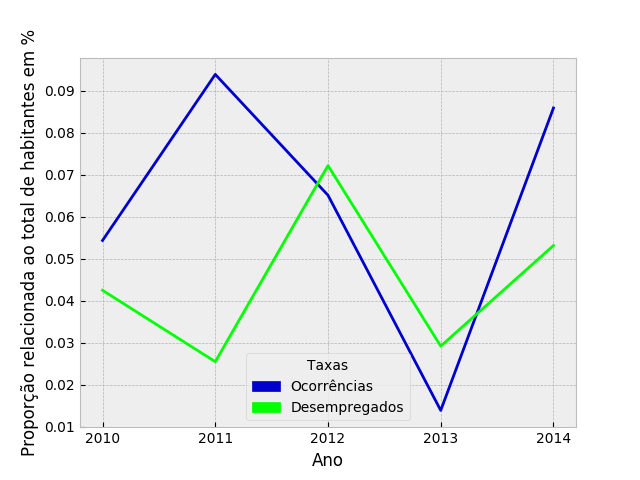 Proporção relacionada ao total de habitantes em %
0.09
0.08
0.07
0.06
0.05
0.04
0.03
0.02
0.01
Taxas
Ocorrências
Desempregados
2010 2011 2012 2013 2014
Ano